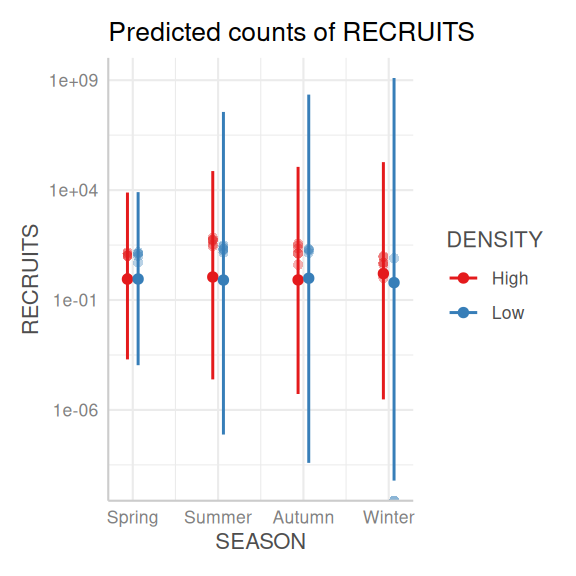 Predicted counts of RECRUITS
1e+09
1e+04
1e-01
1e-06
RECRUITS
Spring
Summer
Autumn
Winter
SEASON
DENSITY
High
Low